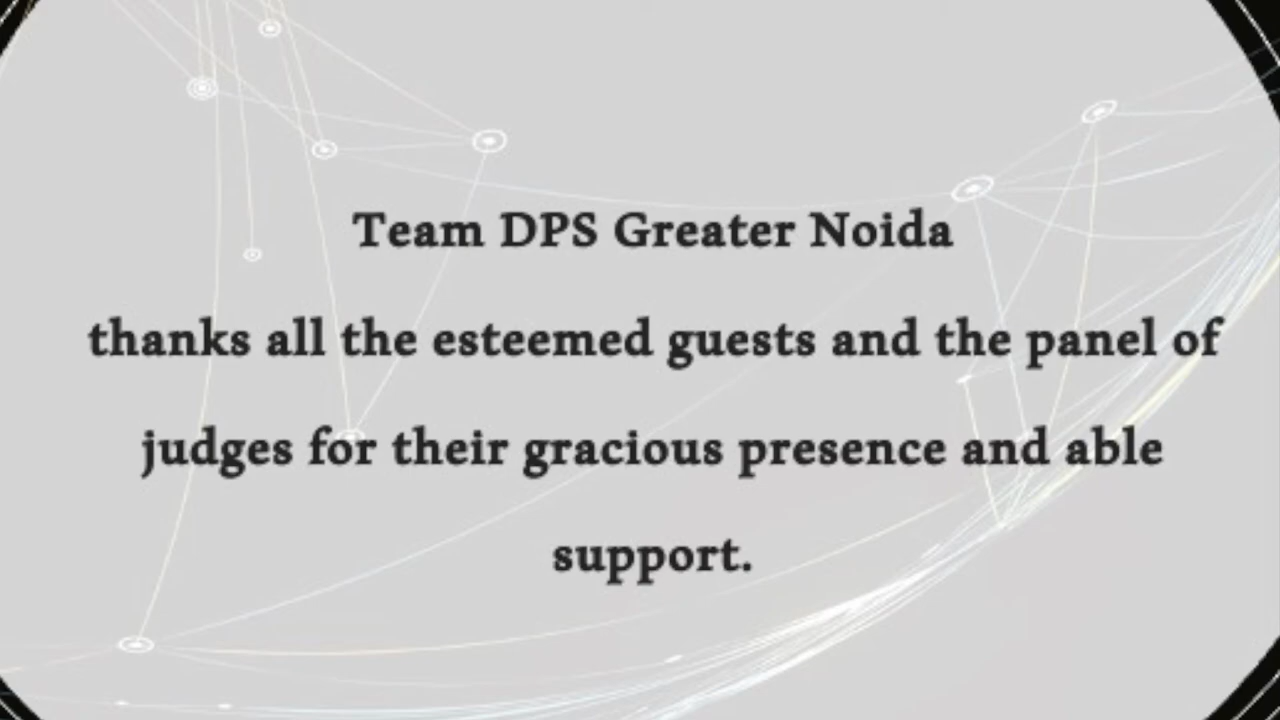 Team DPS Greater Noida
thanks all the esteemed guests and the panel of
judges for their gracious presence and able
support.